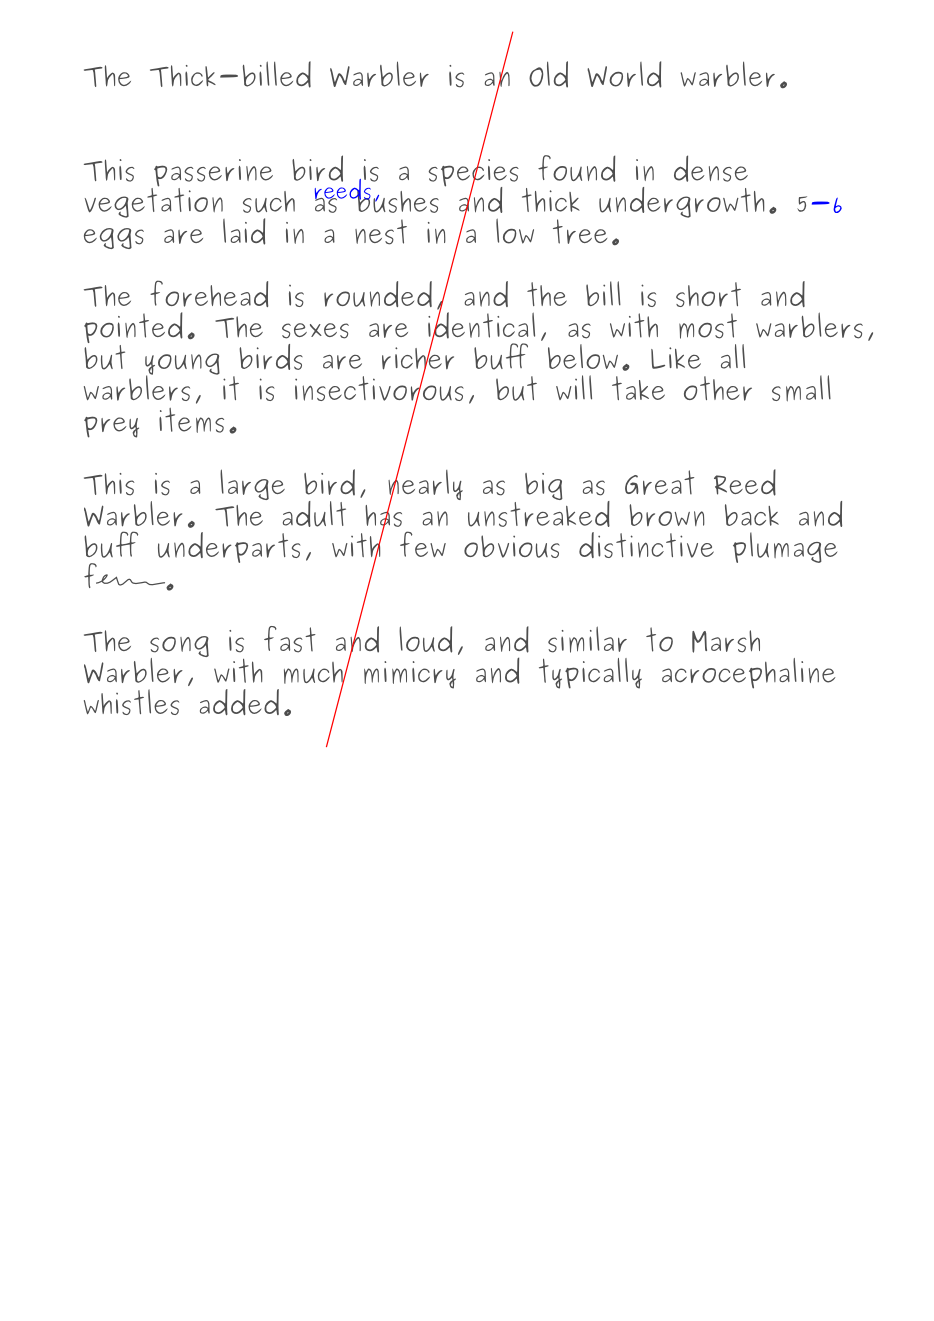 The Thick-billed Warbler is an Old World warbler.
This passerine bird is a species found in dense
vegetation such as reeds, bushes and thick undergrowth. 5-6
eggs are laid in a nest in a low tree.
The forehead is rounded, and the bill is short and
pointed. The sexes are identical, as with most warblers,
but young birds are richer buff below. Like all
warblers, it is insectivorous, but will take other small
prey items.
This is a large bird, nearly as big as Great Reed
Warbler. The adult has an unstreaked brown back and
buff underparts, with few obvious distinctive plumage
.
The song is fast and loud, and similar to Marsh
Warbler, with much mimicry and typically acrocephaline
whistles added.